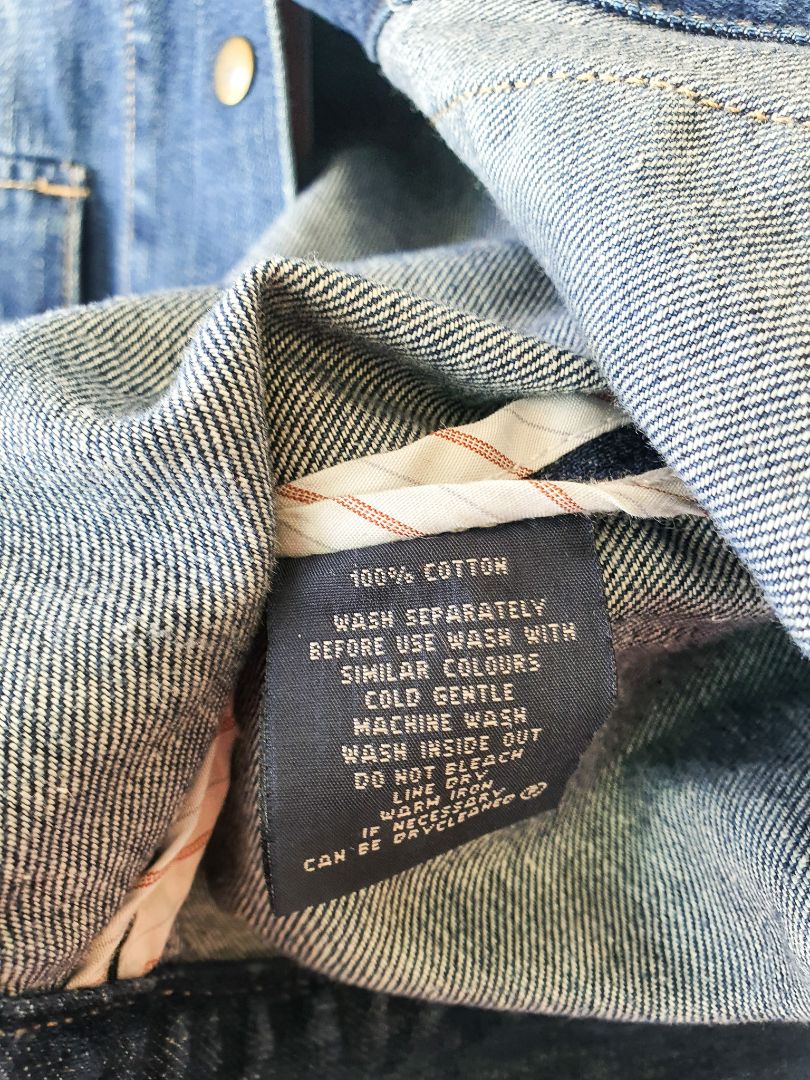 100% COTTON
WASH SEPARATELY
BEFORE USE WASH WITH
SIMILAR COLOURS
COLD GENTLE
MACHINE WASH
WASH INSIDE OUT
DO NOT BLEACH
LINE DRY
WARM IRON
IF NECESSARY
CAN BE DRYCLEANED Ⓟ